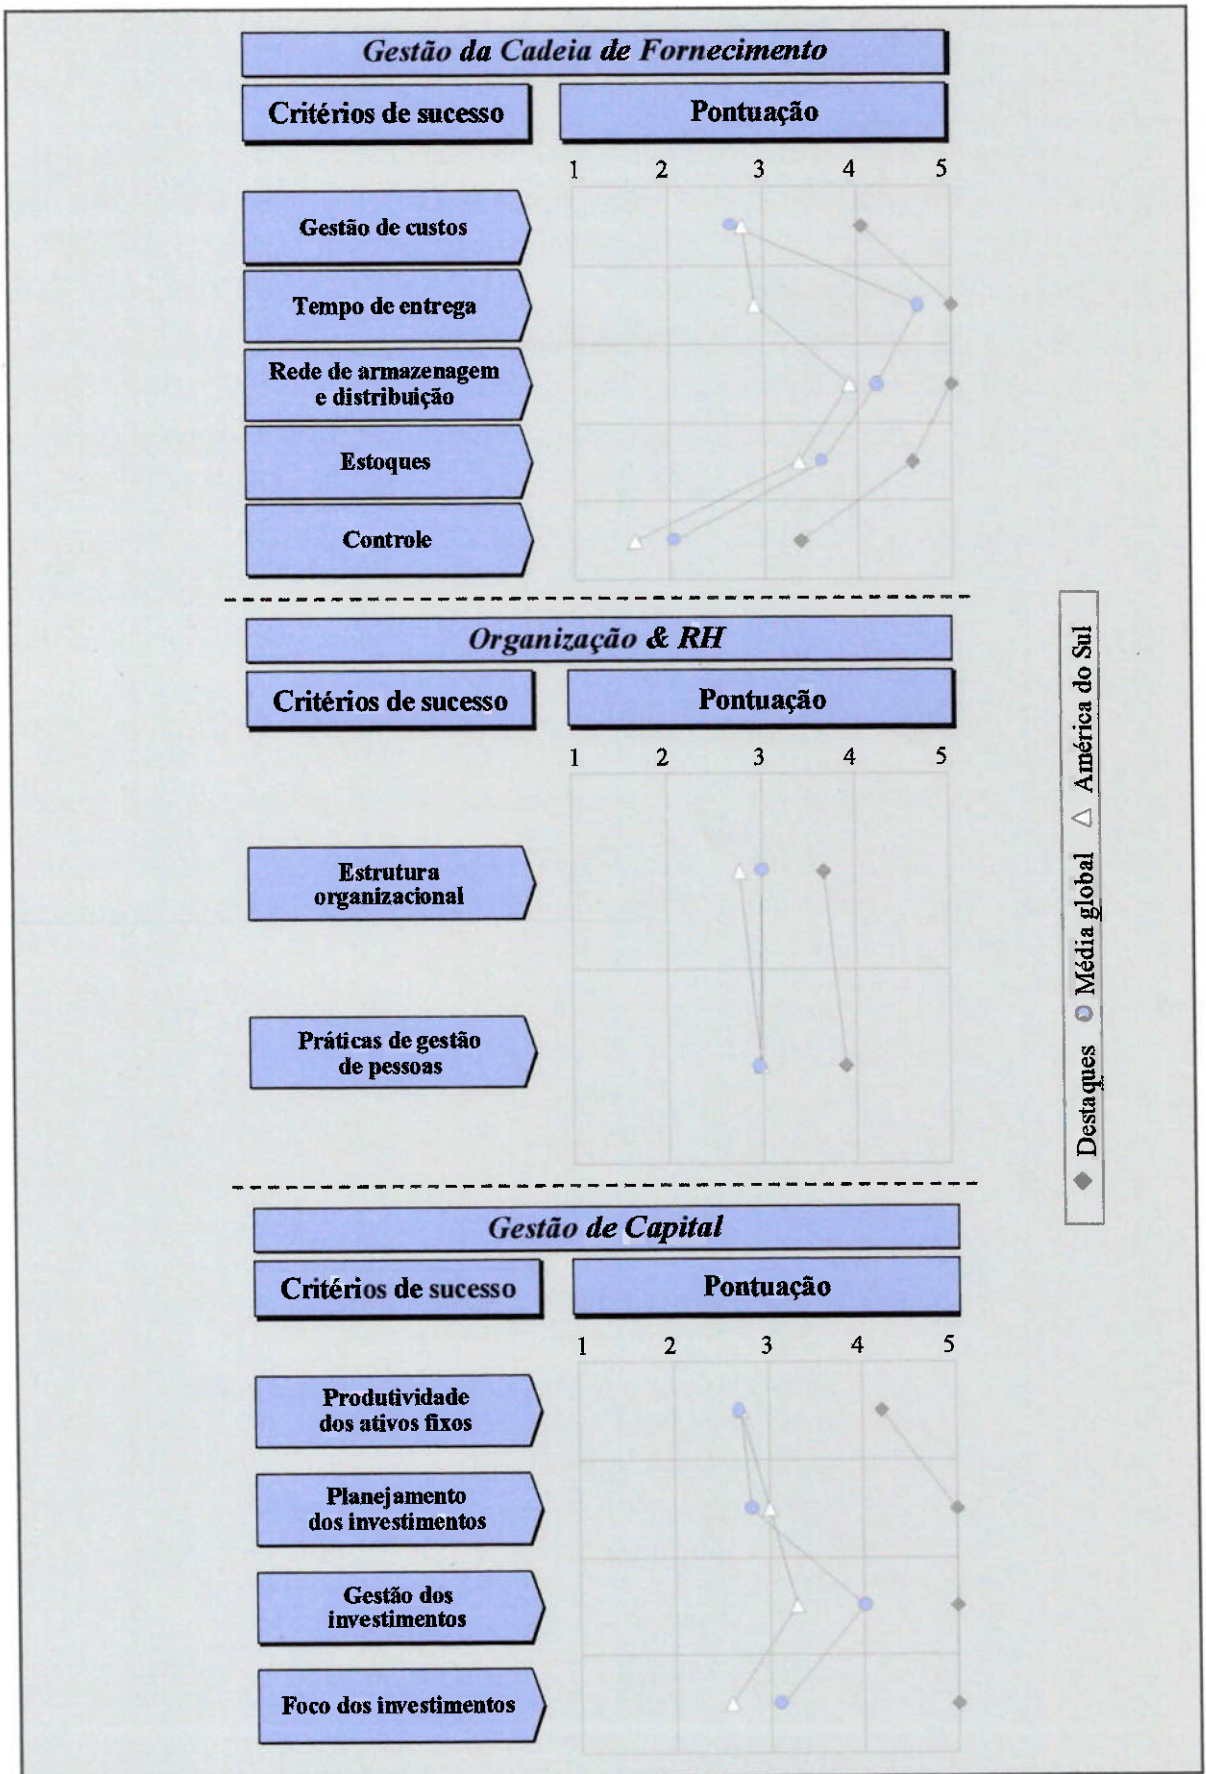 Gestão da Cadeia de Fornecimento
Critérios de sucesso
Pontuação
1 2 3 4 5
Gestão de custos
Tempo de entrega
Rede de armazenagem
e distribuição
Estoques
Controle
Organização & RH
Critérios de sucesso
Pontuação
1 2 3 4 5
Estrutura
organizacional
Práticas de gestão
de pessoas
Gestão de Capital
Critérios de sucesso
Pontuação
1 2 3 4 5
Produtividade
dos ativos fixos
Planejamento
dos investimentos
Gestão dos
investimentos
Foco dos investimentos
Destaques Média global América do Sul